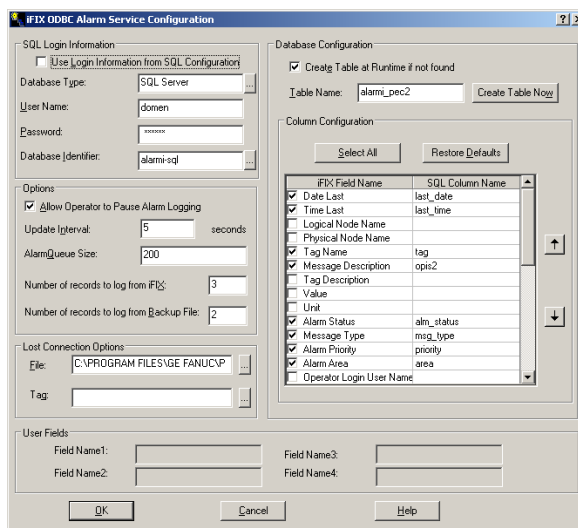 iFIX ODBC Alarm Service Configuration
SQL Login Information
Use Login Information from SQL Configuration
Database Type:
SQL Server
...
User Name:
domen
Password:
xxxxxx
Database Identifier:
alarmi-sql
...
Options
Allow Operator to Pause Alarm Logging
Update Interval:
5
seconds
AlarmQueue Size:
200
Number of records to log from iFIX:
3
Number of records to log from Backup File:
2
Lost Connection Options
File:
C:\PROGRAM FILES\GE FANUC\P
...
Tag:
...
Database Configuration
Create Table at Runtime if not found
Table Name:
alarmi_pec2
Create Table Now
Column Configuration
Select All
Restore Defaults
iFIX Field Name SQL Column Name
Date Last last_date
Time Last last_time
Logical Node Name
Physical Node Name
Tag Name tag
Message Description opis2
Tag Description
Value
Unit
Alarm Status alm_status
Message Type msg_type
Alarm Priority priority
Alarm Area area
Operator Login User Name
User Fields
Field Name1:
Field Name3:
Field Name2:
Field Name4:
OK
Cancel
Help